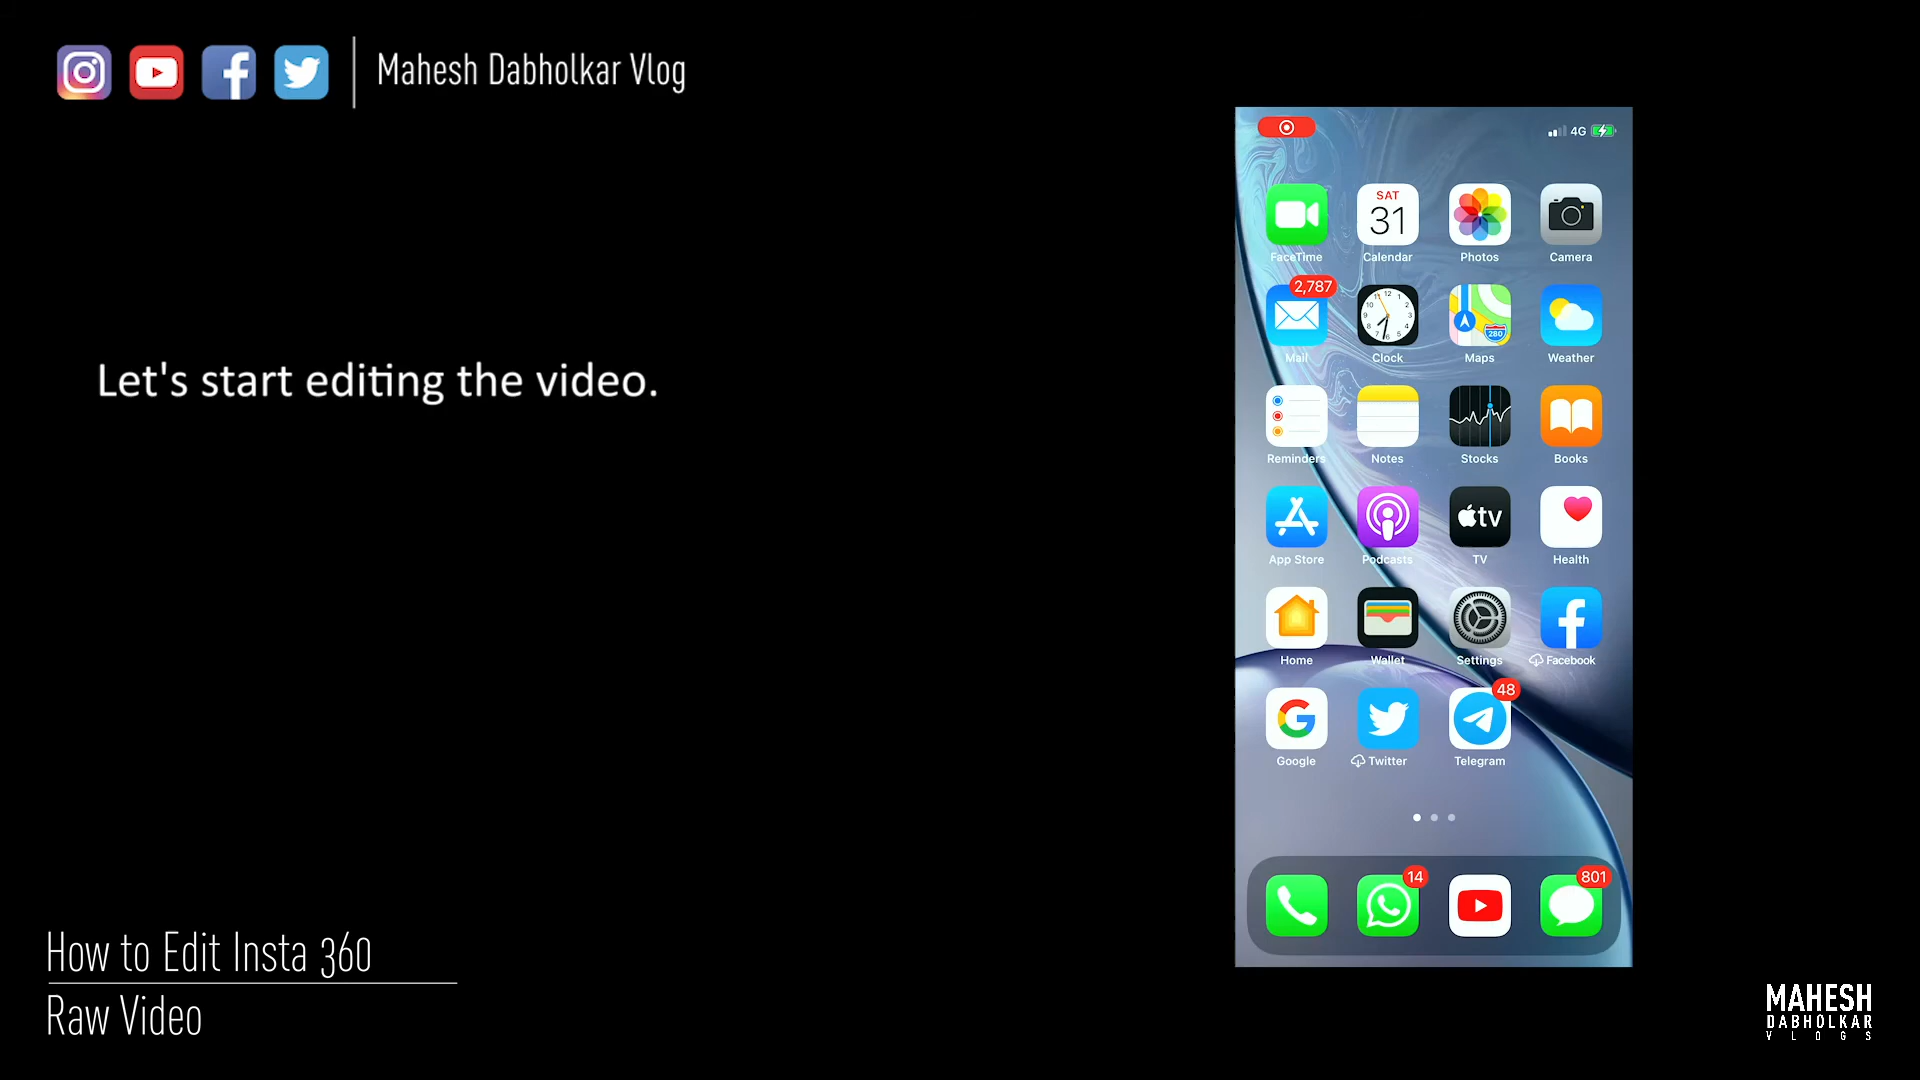 Mahesh Dabholkar Vlog
Let's start editing the video.
How to Edit Insta 360
Raw Video
4G
SAT
31
FaceTime
Calendar
Photos
Camera
2,787
12
280
Mail
Clock
Maps
Weather
Reminders
Notes
Stocks
Books
tv
App Store
Podcasts
TV
Health
Home
Wallet
Settings
Facebook
48
Google
Twitter
Telegram
14
801
MAHESH
DABHOLKAR
VLOGS